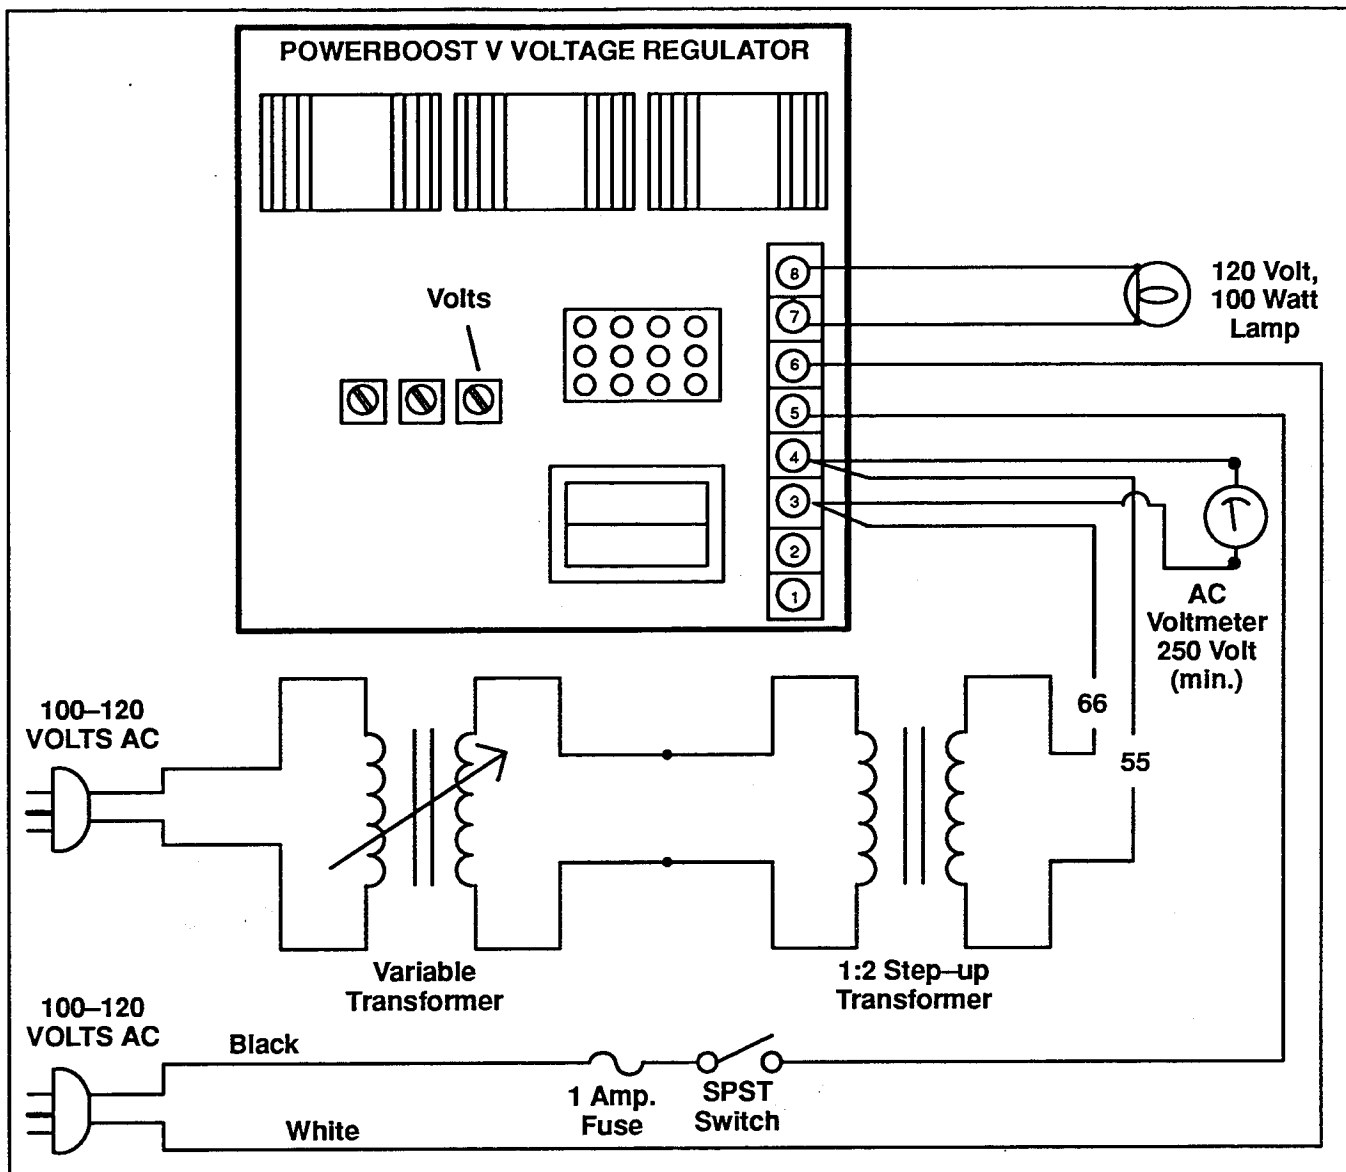 POWERBOOST V VOLTAGE REGULATOR
Volts
8
7
6
5
4
3
2
1
120 Volt,
100 Watt
Lamp
AC
Voltmeter
250 Volt
(min.)
66
55
100–120
VOLTS AC
Variable
Transformer
1:2 Step–up
Transformer
100–120
VOLTS AC
Black
White
1 Amp.
Fuse
SPST
Switch